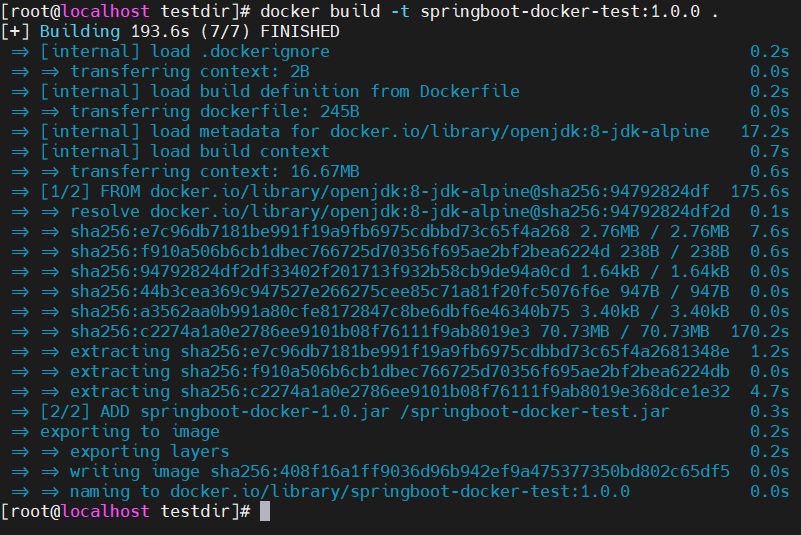 [root@localhost testdir]# docker build -t springboot-docker-test:1.0.0 .
[+] Building 193.6s (7/7) FINISHED
=> [internal] load .dockerignore 0.2s
=> => transferring context: 2B 0.0s
=> [internal] load build definition from Dockerfile 0.2s
=> => transferring dockerfile: 245B 0.0s
=> [internal] load metadata for docker.io/library/openjdk:8-jdk-alpine 17.2s
=> [internal] load build context 0.7s
=> => transferring context: 16.67MB 0.6s
=> [1/2] FROM docker.io/library/openjdk:8-jdk-alpine@sha256:94792824df 175.6s
=> => resolve docker.io/library/openjdk:8-jdk-alpine@sha256:94792824df2d 0.1s
=> => sha256:e7c96db7181be991f19a9fb6975cdbbd73c65f4a268 2.76MB / 2.76MB 7.6s
=> => sha256:f910a506b6cb1dbec766725d70356f695ae2bf2bea6224d 238B / 238B 0.6s
=> => sha256:94792824df2df33402f201713f932b58cb9de94a0cd 1.64kB / 1.64kB 0.0s
=> => sha256:44b3cea369c947527e266275cee85c71a81f20fc5076f6e 947B / 947B 0.0s
=> => sha256:a3562aa0b991a80cfe8172847c8be6dbf6e46340b75 3.40kB / 3.40kB 0.0s
=> => sha256:c2274a1a0e2786ee9101b08f76111f9ab8019e3 70.73MB / 70.73MB 170.2s
=> => extracting sha256:e7c96db7181be991f19a9fb6975cdbbd73c65f4a2681348e 1.2s
=> => extracting sha256:f910a506b6cb1dbec766725d70356f695ae2bf2bea6224db 0.0s
=> => extracting sha256:c2274a1a0e2786ee9101b08f76111f9ab8019e368dce1e32 4.7s
=> [2/2] ADD springboot-docker-1.0.jar /springboot-docker-test.jar 0.3s
=> exporting to image 0.2s
=> => exporting layers 0.2s
=> => writing image sha256:408f16a1ff9036d96b942ef9a475377350bd802c65df5 0.0s
=> => naming to docker.io/library/springboot-docker-test:1.0.0 0.0s
[root@localhost testdir]#